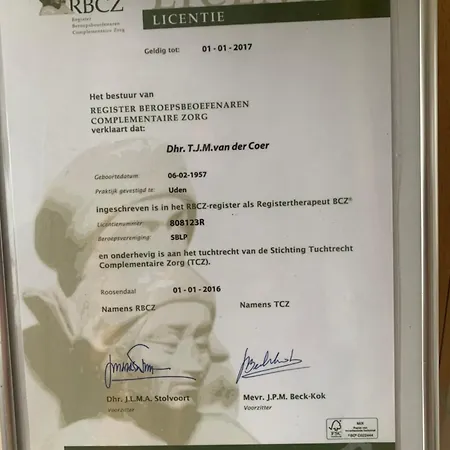 RBCZ
Register
Beroepsbeoefenaren
Complementaire Zorg
LICENTIE
Geldig tot: 01 - 01 - 2017
Het bestuur van
REGISTER BEROEPSBEOEFENAREN
COMPLEMENTAIRE ZORG
verklaart dat:
Dhr. T.J.M.van der Coer
Geboortedatum: 06-02-1957
Praktijk gevestigd te: Uden
ingeschreven is in het RBCZ-register als Registertherapeut BCZ®
Licentienummer: 808123R
Beroepsvereniging: SBLP
en onderhevig is aan het tuchtrecht van de Stichting Tuchtrecht
Complementaire Zorg (TCZ).
Roosendaal 01 - 01 - 2016
Namens RBCZ Namens TCZ
Dhr. J.L.M.A. Stolvoort Mevr. J.P.M. Beck-Kok
Voorzitter Voorzitter
FSC
MIX